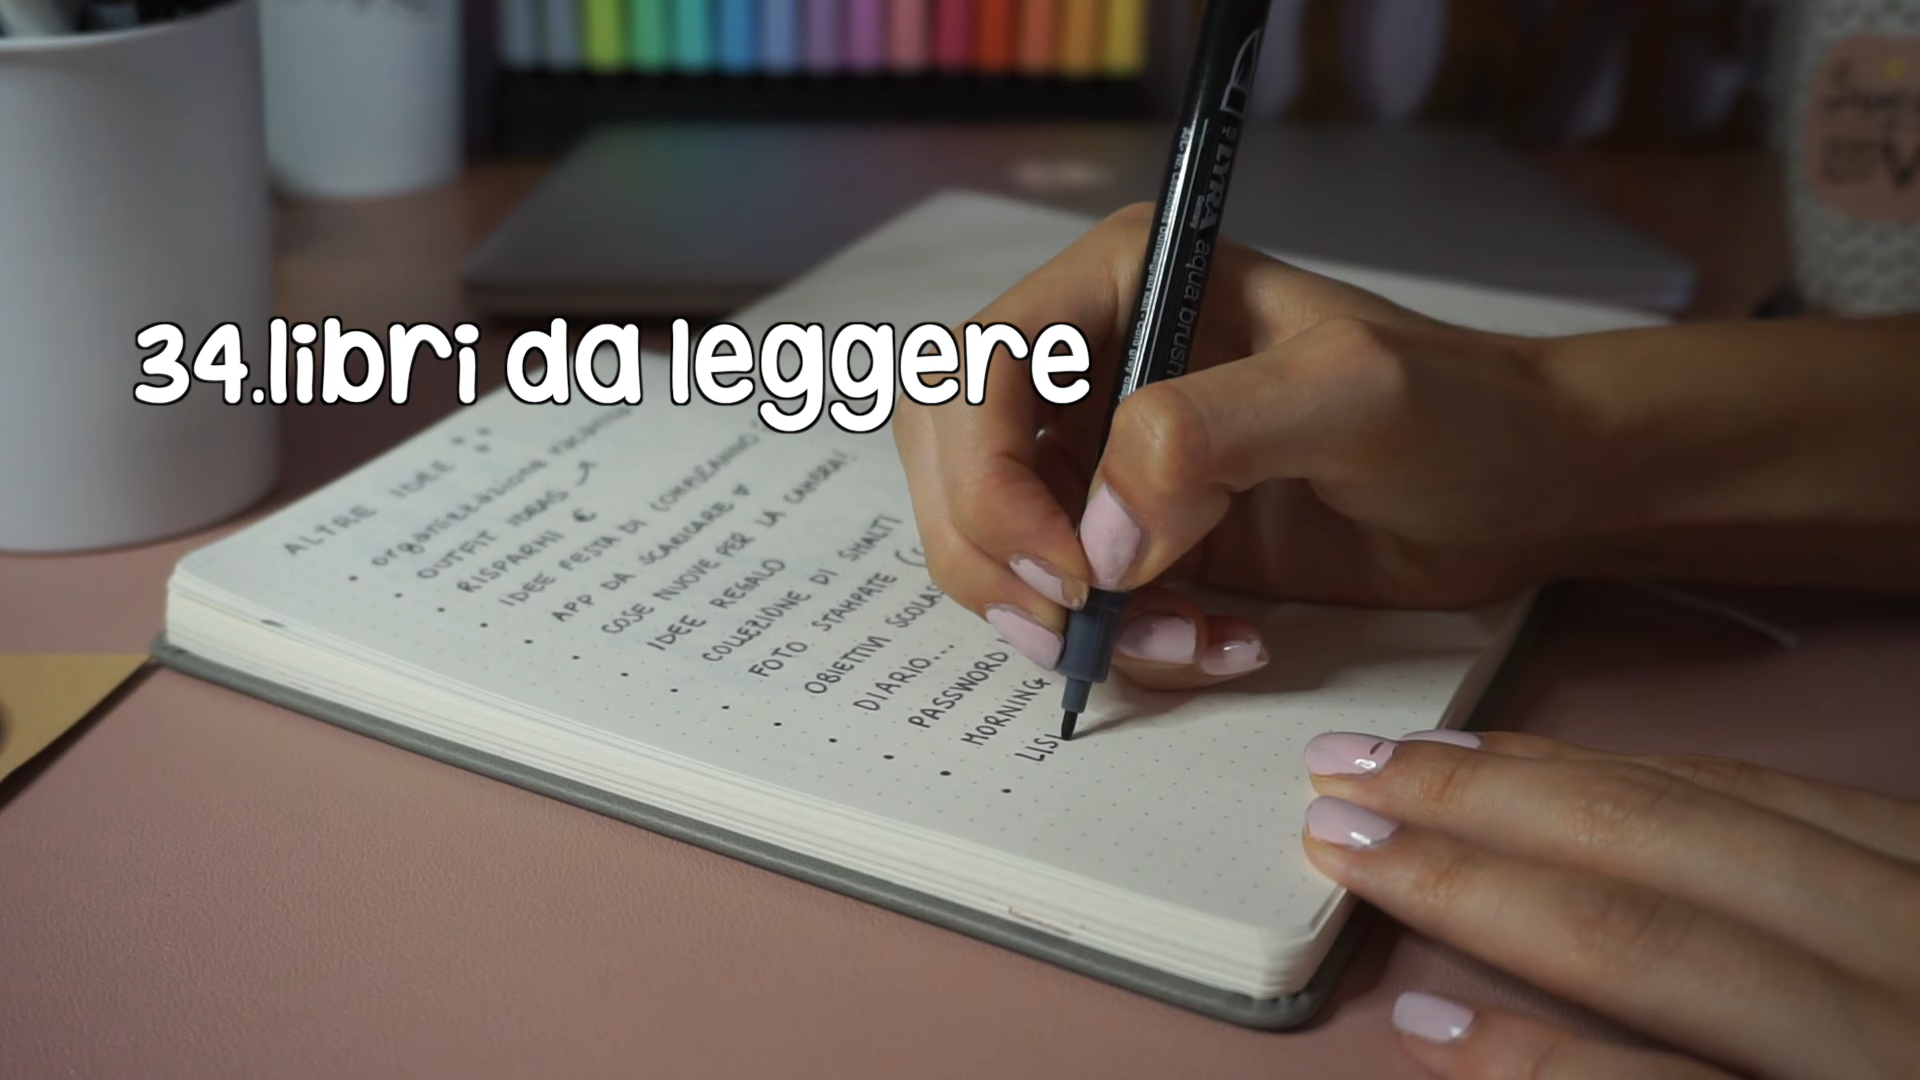 34.libri da leggere
ALTRE IDEE
organizzazione
OUTFIT IDEAS
RISPARMI €
IDEE FESTA DI COMPLEANNO
APP DA SCARICARE
COSE NUOVE PER LA CAMERA!
IDEE REGALO
COLLEZIONE DI SMALTI
FOTO STAMPATE
OBIETTIVI
DIARIO...
PASSWORD
MORNING
LIST
LYRA aqua brush